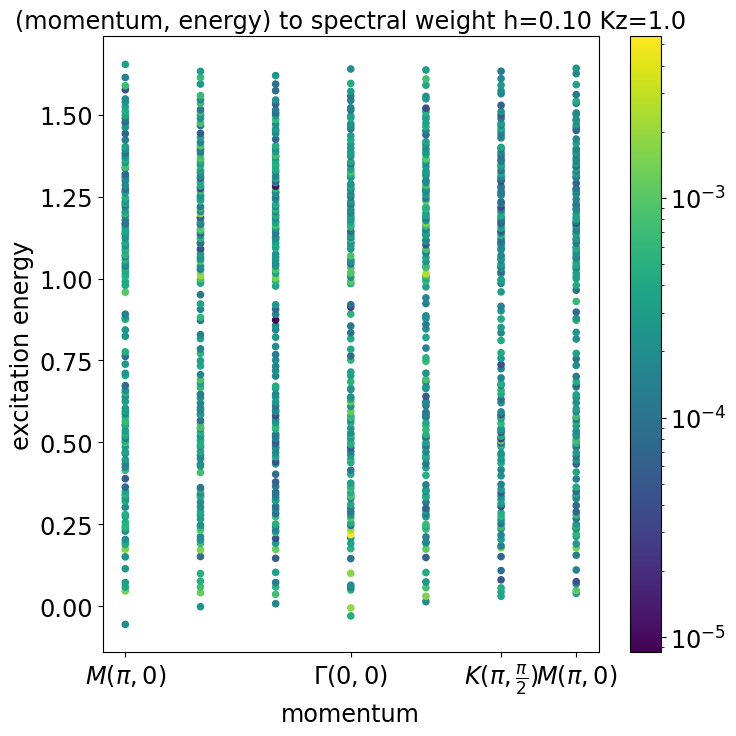 (momentum, energy) to spectral weight h=0.10 Kz=1.0
excitation energy
1.50
1.25
1.00
0.75
0.50
0.25
0.00
M(π, 0)
Γ(0, 0)
K(π, π/2)
M(π, 0)
momentum
10⁻³
10⁻⁴
10⁻⁵